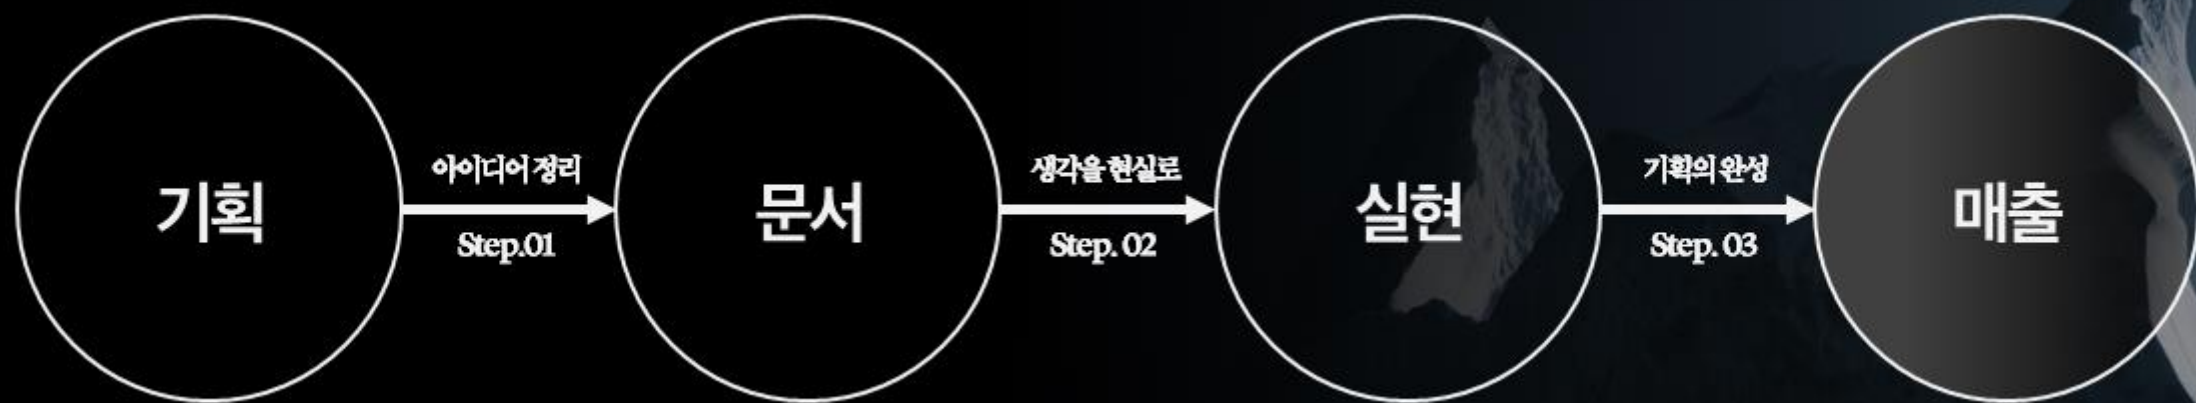 기획
아이디어 정리
Step.01
문서
생각을 현실로
Step. 02
실현
기획의 완성
Step. 03
매출